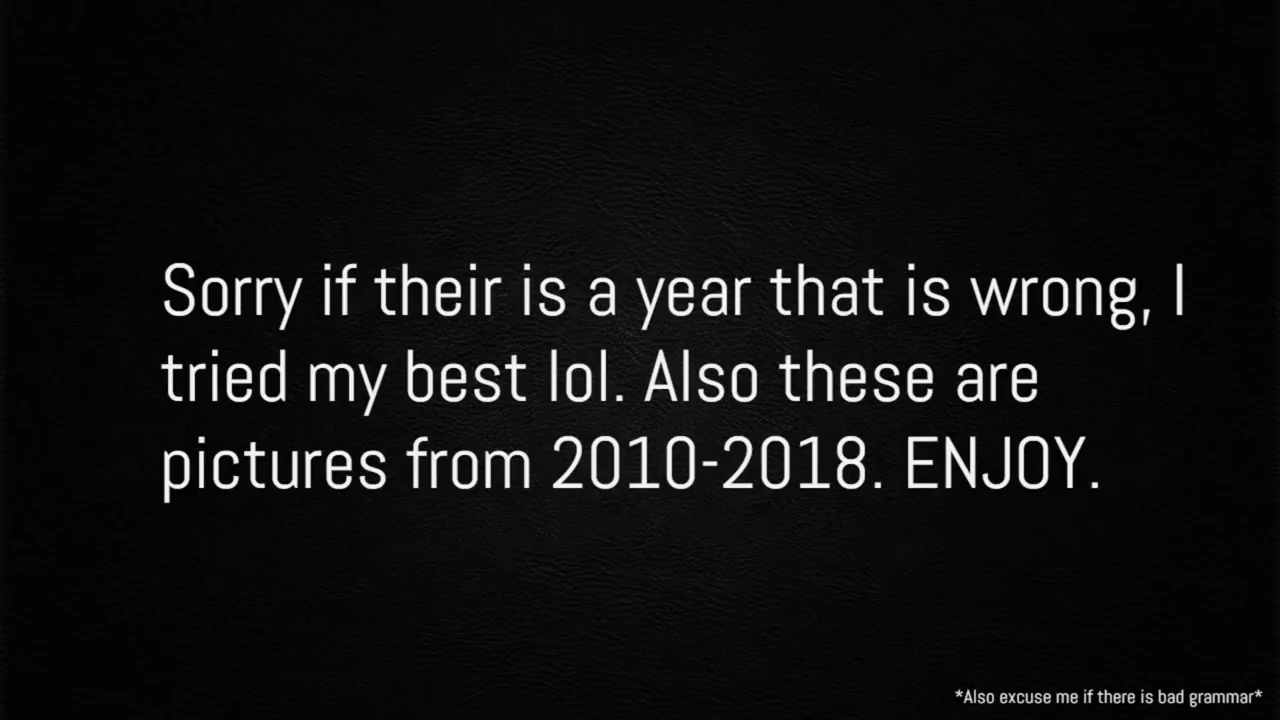 Sorry if their is a year that is wrong, I
tried my best lol. Also these are
pictures from 2010-2018. ENJOY.
*Also excuse me if there is bad grammar*